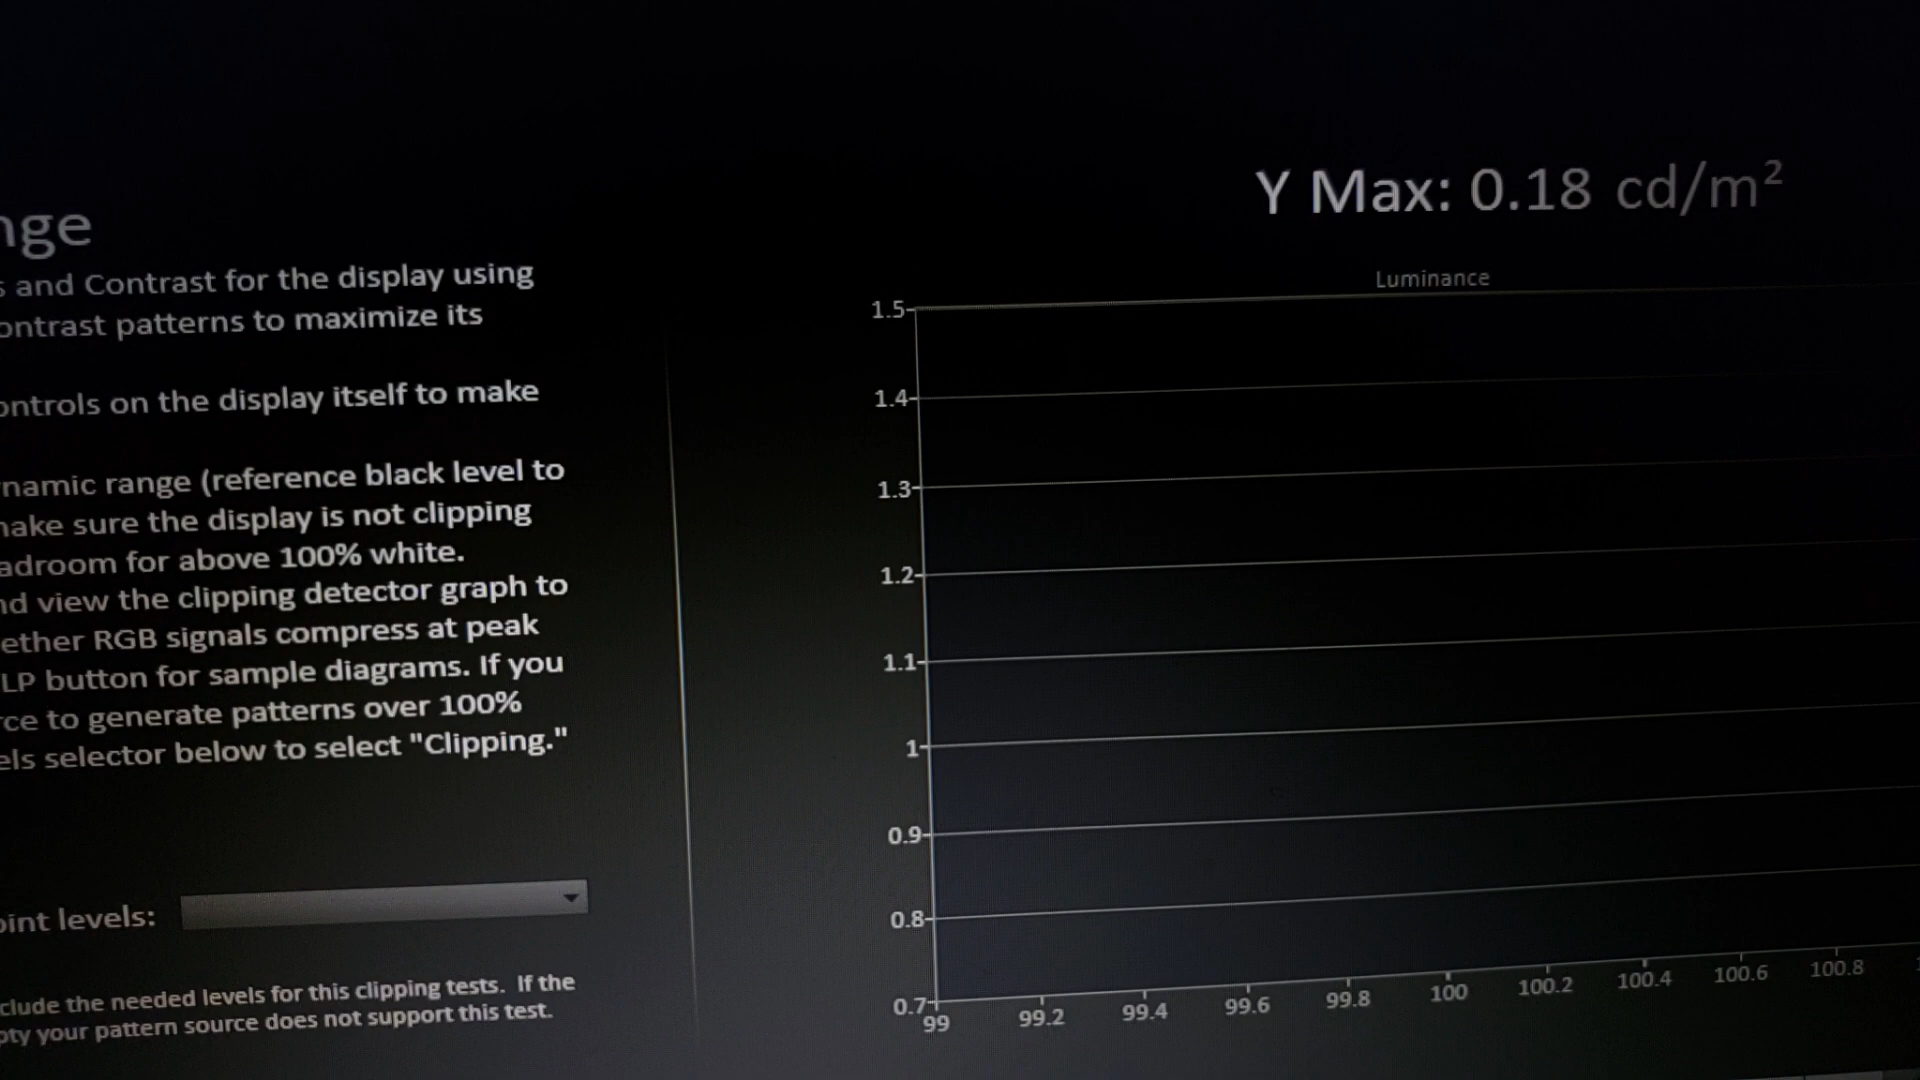 nge
s and Contrast for the display using
ontrast patterns to maximize its
ontrols on the display itself to make
namic range (reference black level to
make sure the display is not clipping
adroom for above 100% white.
nd view the clipping detector graph to
ether RGB signals compress at peak
LP button for sample diagrams. If you
rce to generate patterns over 100%
els selector below to select "Clipping."
oint levels:
clude the needed levels for this clipping tests. If the
pty your pattern source does not support this test.
Y Max: 0.18 cd/m²
Luminance
1.5
1.4
1.3
1.2
1.1
1
0.9
0.8
0.7
99 99.2 99.4 99.6 99.8 100 100.2 100.4 100.6 100.8